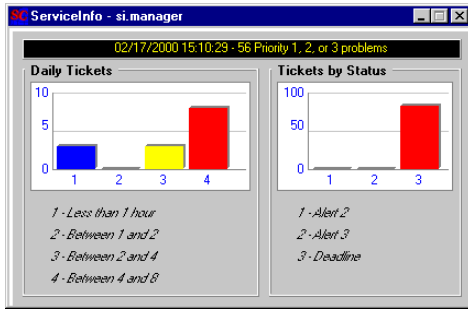 SC ServiceInfo - si.manager
02/17/2000 15:10:29 - 56 Priority 1, 2, or 3 problems
Daily Tickets
10
5
0
1 2 3 4
1 - Less than 1 hour
2 - Between 1 and 2
3 - Between 2 and 4
4 - Between 4 and 8
Tickets by Status
100
50
0
1 2 3
1 - Alert 2
2 - Alert 3
3 - Deadline